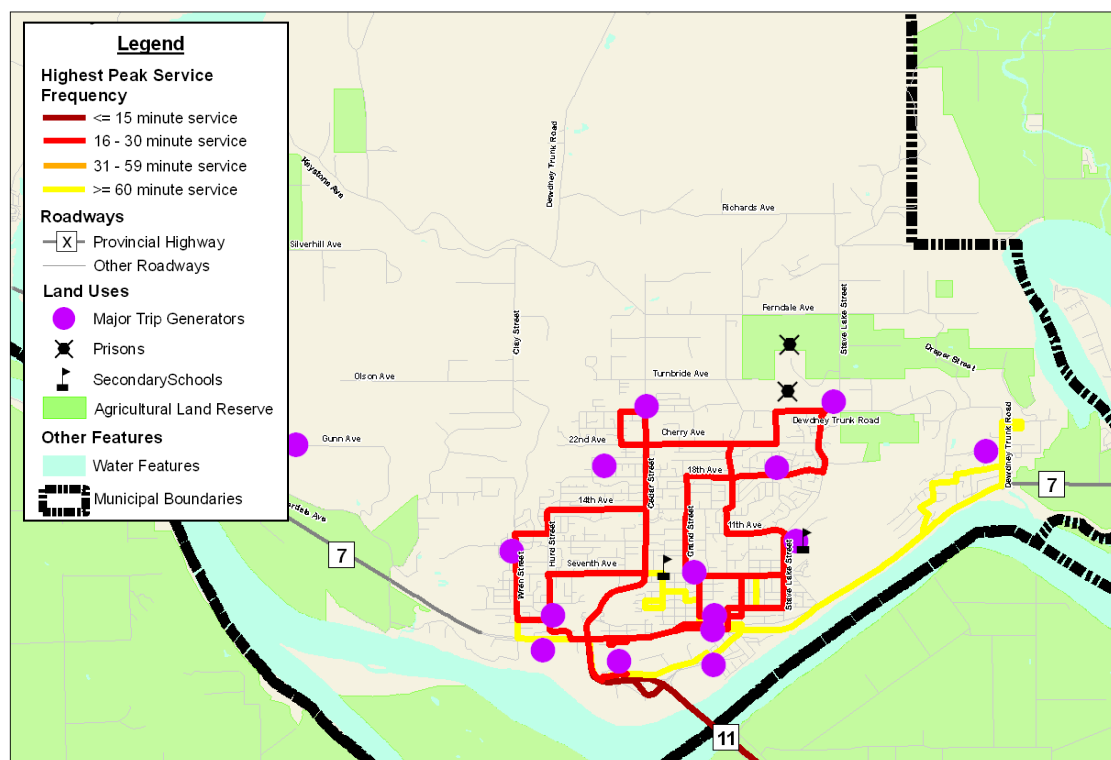 Legend
Highest Peak Service
Frequency
<= 15 minute service
16 - 30 minute service
31 - 59 minute service
>= 60 minute service
Roadways
X
Provincial Highway
Other Roadways
Land Uses
Major Trip Generators
Prisons
SecondarySchools
Agricultural Land Reserve
Other Features
Water Features
Municipal Boundaries
Keystone Ave
Dewdney Trunk Road
Richards Ave
Silverhill Ave
Ferndale Ave
Stave Lake Street
Clay Street
Draper Street
Olson Ave
Turnbride Ave
Dewdney Trunk Road
Cherry Ave
22nd Ave
Gunn Ave
Dewdney Trunk Road
Cedar Street
18th Ave
7
14th Ave
11th Ave
Grand Street
Hurd Street
Wren Street
7
Seventh Ave
Stave Lake Street
11